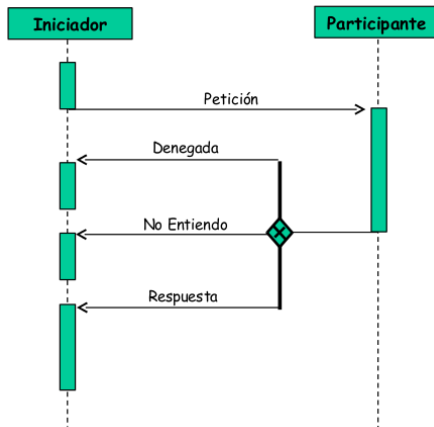 Iniciador
Participante
Petición
Denegada
No Entiendo
Respuesta